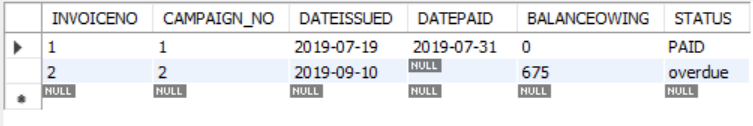 INVOICENO CAMPAIGN_NO DATEISSUED DATEPAID BALANCEOWING STATUS
1 1 2019-07-19 2019-07-31 0 PAID
2 2 2019-09-10 NULL 675 overdue
NULL NULL NULL NULL NULL NULL